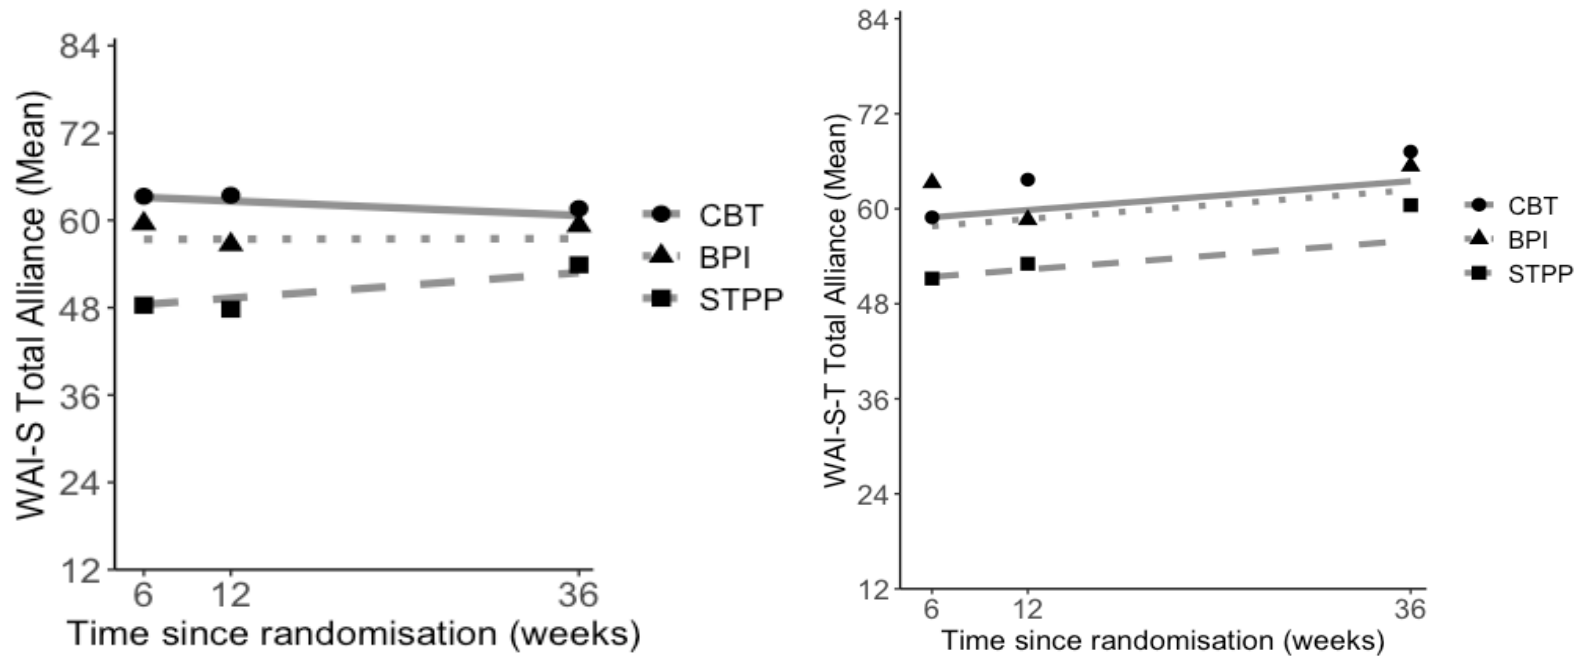 WAI-S Total Alliance (Mean)
84
72
60
48
36
24
12
6 12 36
Time since randomisation (weeks)
CBT
BPI
STPP
WAI-S-T Total Alliance (Mean)
84
72
60
48
36
24
12
6 12 36
Time since randomisation (weeks)
CBT
BPI
STPP